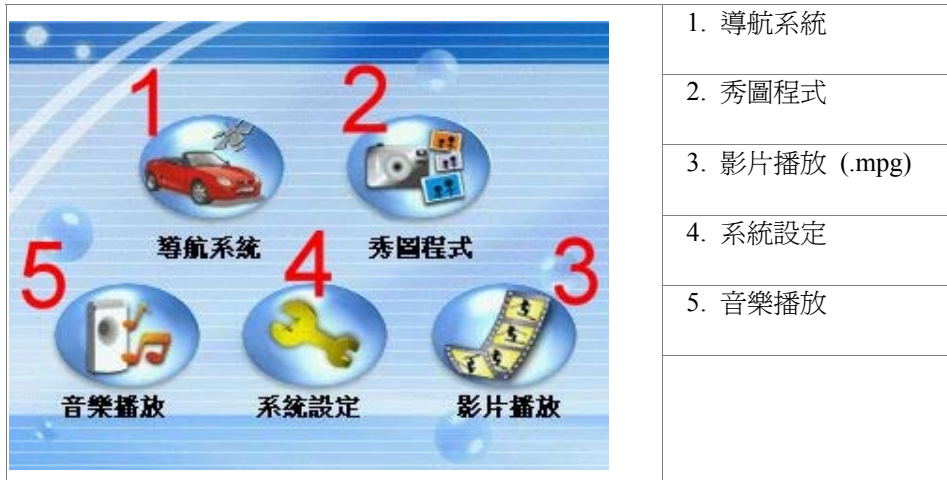 1 2
導航系統 秀圖程式
5 4 3
音樂播放 系統設定 影片播放
1. 導航系統
2. 秀圖程式
3. 影片播放 (.mpg)
4. 系統設定
5. 音樂播放